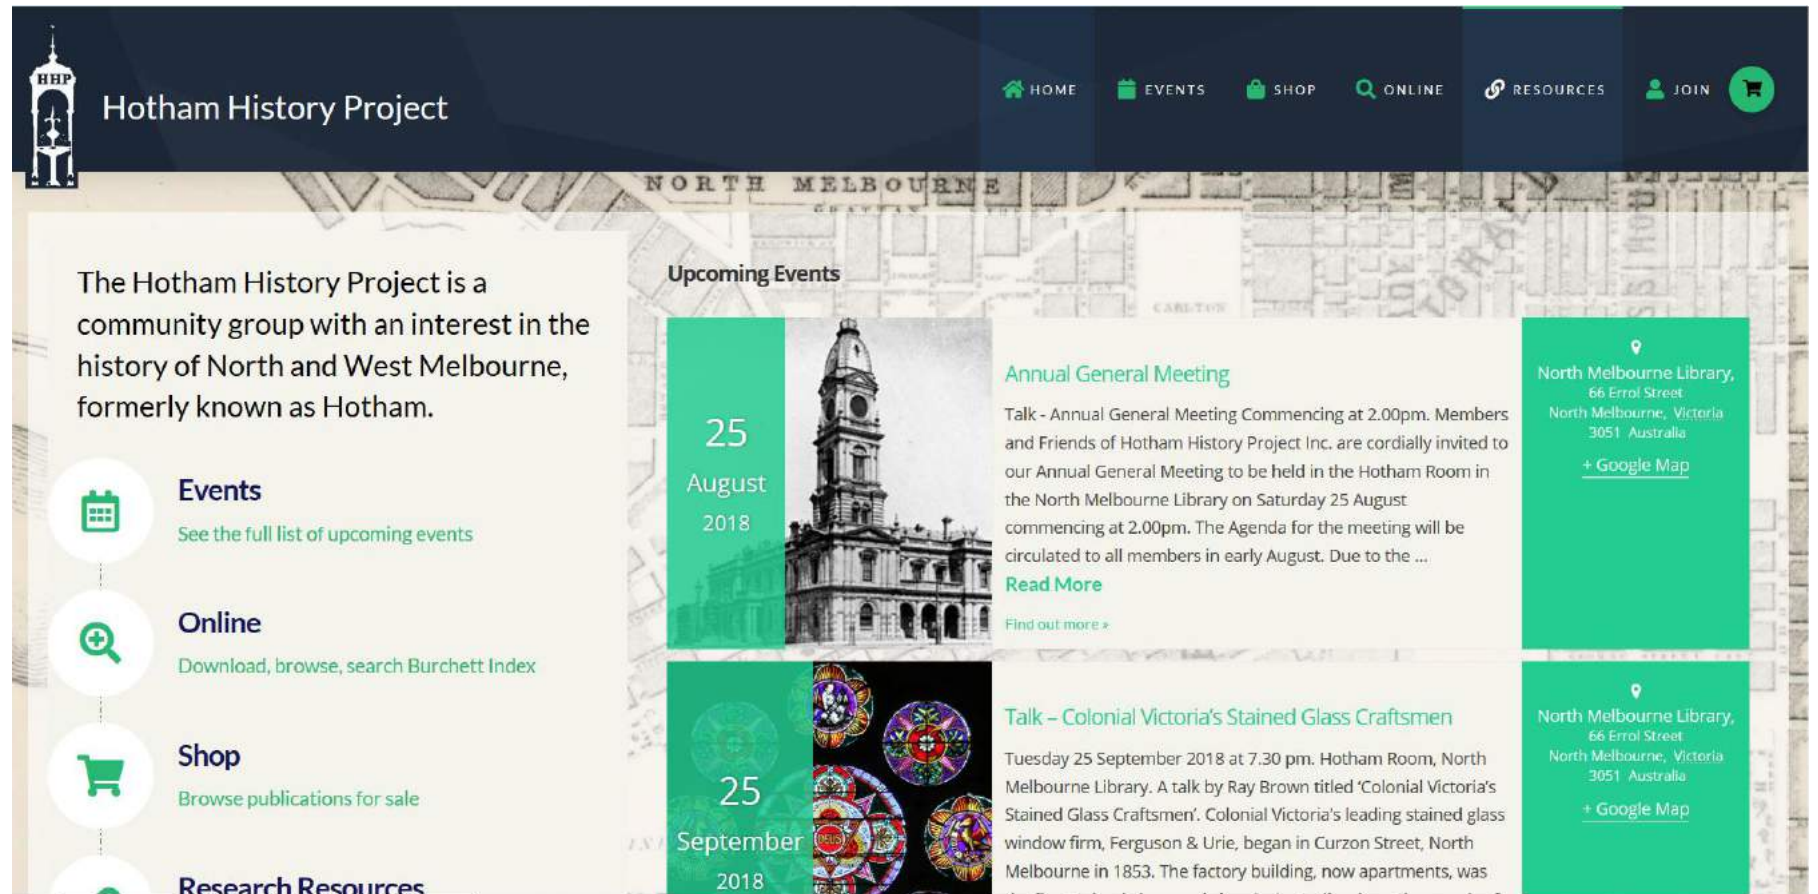 HHP
Hotham History Project
HOME
EVENTS
SHOP
ONLINE
RESOURCES
JOIN
NORTH MELBOURNE
The Hotham History Project is a
community group with an interest in the
history of North and West Melbourne,
formerly known as Hotham.
Events
See the full list of upcoming events
Online
Download, browse, search Burchett Index
Shop
Browse publications for sale
Research Resources
Upcoming Events
CARLTON
25
August
2018
Annual General Meeting
Talk - Annual General Meeting Commencing at 2.00pm. Members
and Friends of Hotham History Project Inc. are cordially invited to
our Annual General Meeting to be held in the Hotham Room in
the North Melbourne Library on Saturday 25 August
commencing at 2.00pm. The Agenda for the meeting will be
circulated to all members in early August. Due to the ...
Read More
Find out more »
North Melbourne Library,
66 Errol Street
North Melbourne, Victoria
3051 Australia
+ Google Map
25
September
2018
Talk – Colonial Victoria's Stained Glass Craftsmen
Tuesday 25 September 2018 at 7.30 pm. Hotham Room, North
Melbourne Library. A talk by Ray Brown titled 'Colonial Victoria's
Stained Glass Craftsmen'. Colonial Victoria's leading stained glass
window firm, Ferguson & Urie, began in Curzon Street, North
Melbourne in 1853. The factory building, now apartments, was
North Melbourne Library,
66 Errol Street
North Melbourne, Victoria
3051 Australia
+ Google Map